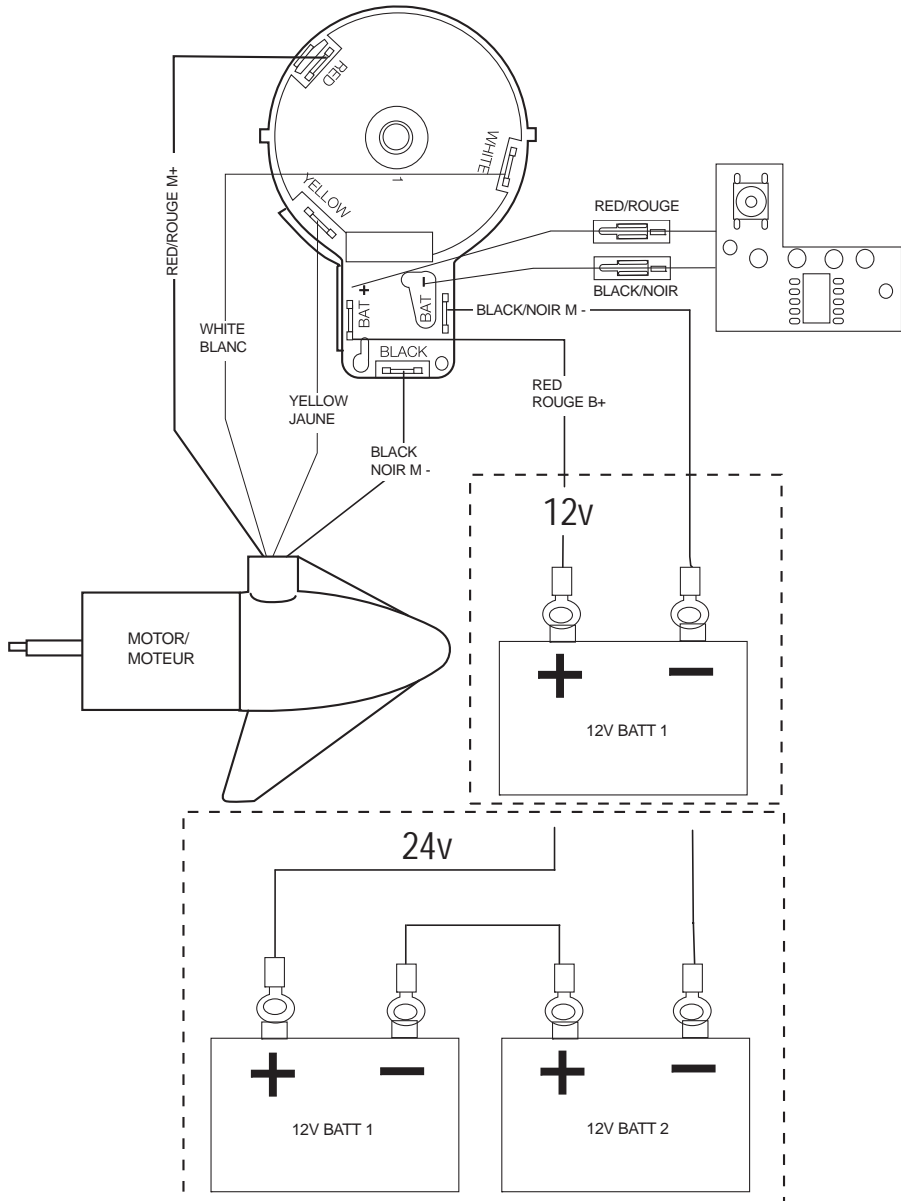 RED
WHITE
YELLOW
1
RED/ROUGE M+
RED/ROUGE
BLACK/NOIR
BAT +
BAT -
BLACK/NOIR M -
BLACK
WHITE
BLANC
YELLOW
JAUNE
RED
ROUGE B+
BLACK
NOIR M -
12v
MOTOR/
MOTEUR
+ −
12V BATT 1
24v
+ −
12V BATT 1
+ −
12V BATT 2